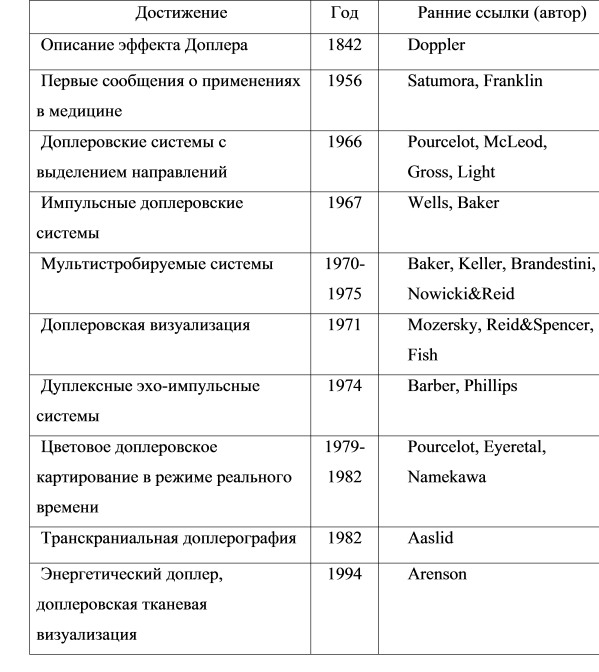 Достижение Год Ранние ссылки (автор)
Описание эффекта Доплера 1842 Doppler
Первые сообщения о применениях 1956 Satumora, Franklin
в медицине
Доплеровские системы с 1966 Pourcelot, McLeod,
выделением направлений Gross, Light
Импульсные доплеровские 1967 Wells, Baker
системы
Мультистробируемые системы 1970- Baker, Keller, Brandestini,
1975 Nowicki&Reid
Доплеровская визуализация 1971 Mozersky, Reid&Spencer,
Fish
Дуплексные эхо-импульсные 1974 Barber, Phillips
системы
Цветовое доплеровское 1979- Pourcelot, Eyeretal,
картирование в режиме реального 1982 Namekawa
времени
Транскраниальная доплерография 1982 Aaslid
Энергетический доплер, 1994 Arenson
доплеровская тканевая
визуализация